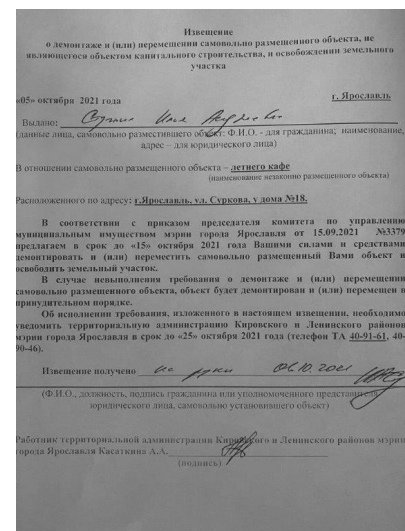 Извещение
о демонтаже и (или) перемещении самовольно размещенного объекта, не
являющегося объектом капитального строительства, и освобождении земельного
участка
«05» октября 2021 года г. Ярославль
Выдано:
(данные лица, самовольно разместившего объект: Ф.И.О. - для гражданина; наименование,
адрес – для юридического лица)
В отношении самовольно размещенного объекта – летнего кафе
(наименование незаконно размещенного объекта)
Расположенного по адресу: г.Ярославль, ул. Суркова, у дома №18.
В соответствии с приказом председателя комитета по управлению
муниципальным имуществом мэрии города Ярославля от 15.09.2021 №3379
предлагаем в срок до «15» октября 2021 года Вашими силами и средствами
демонтировать и (или) переместить самовольно размещенный Вами объект и
освободить земельный участок.
В случае невыполнения требования о демонтаже и (или) перемещении
самовольно размещенного объекта, объект будет демонтирован и (или) перемещен в
принудительном порядке.
Об исполнении требования, изложенного в настоящем извещении, необходимо
уведомить территориальную администрацию Кировского и Ленинского районов
мэрии города Ярославля в срок до «25» октября 2021 года (телефон ТА 40-91-61, 40-
90-46).
Извещение получено на руки 06.10.2021
(Ф.И.О., должность, подпись гражданина или уполномоченного представителя
юридического лица, самовольно установившего объект)
Работник территориальной администрации Кировского и Ленинского районов мэрии
города Ярославля Касаткина А.А.
(подпись)